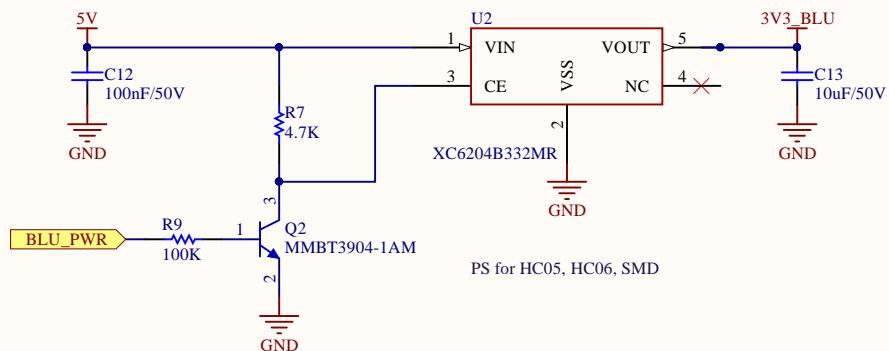 5V
U2
3V3_BLU
1
VIN
VOUT
5
C12
100nF/50V
3
CE
VSS
NC
4
C13
10uF/50V
R7
4.7K
2
GND
XC6204B332MR
GND
GND
3
R9
1
Q2
BLU_PWR
100K
MMBT3904-1AM
2
PS for HC05, HC06, SMD
GND